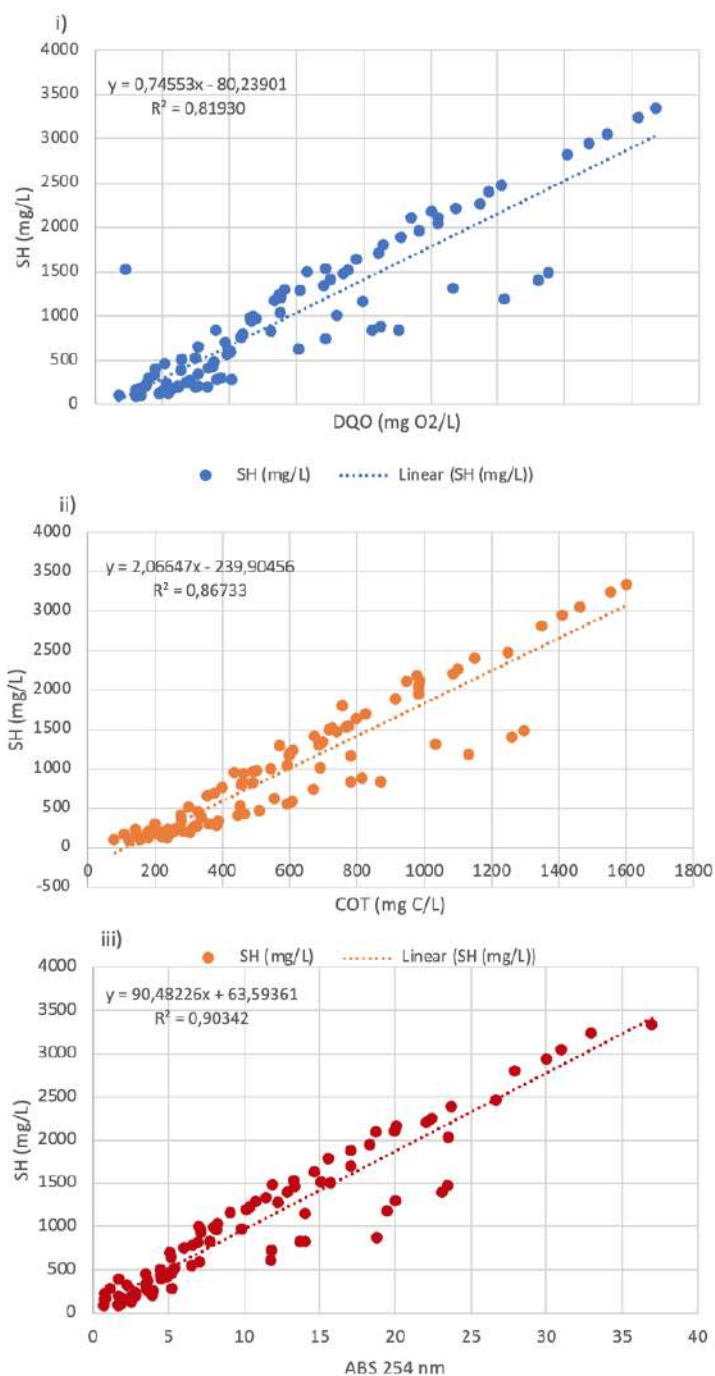 i)
4000
y = 0,74553x - 80,23901
R² = 0,81930
3500
3000
2500
2000
1500
1000
500
0
SH (mg/L)
DQO (mg O2/L)
SH (mg/L)
Linear (SH (mg/L))
ii)
4000
y = 2,06647x - 239,90456
R² = 0,86733
3500
3000
2500
2000
1500
1000
500
0
-500
SH (mg/L)
0 200 400 600 800 1000 1200 1400 1600 1800
COT (mg C/L)
iii)
SH (mg/L)
Linear (SH (mg/L))
4000
y = 90,48226x + 63,59361
R² = 0,90342
3500
3000
2500
2000
1500
1000
500
0
SH (mg/L)
0 5 10 15 20 25 30 35 40
ABS 254 nm